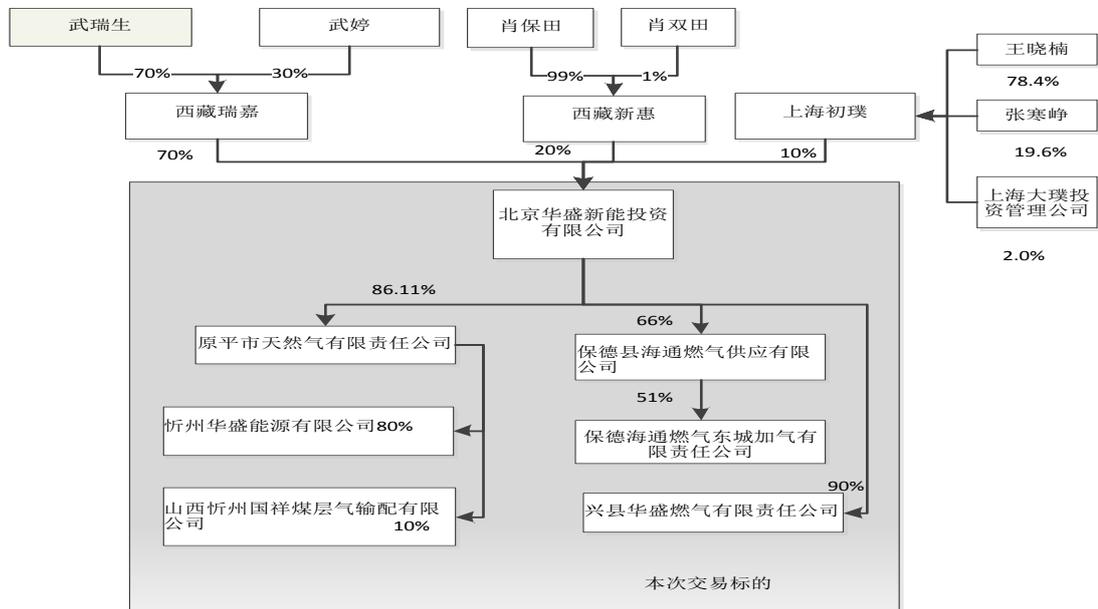 武瑞生
武婷
肖保田
肖双田
王晓楠
70%
30%
99%
1%
78.4%
西藏瑞嘉
西藏新惠
上海初璞
张寒峥
70%
20%
10%
19.6%
上海大璞投
资管理公司
2.0%
北京华盛新能投资
有限公司
86.11%
66%
原平市天然气有限责任公司
保德县海通燃气供应有限
公司
51%
忻州华盛能源有限公司80%
保德海通燃气东城加气有
限责任公司
90%
山西忻州国祥煤层气输配有限
公司
10%
兴县华盛燃气有限责任公司
本次交易标的